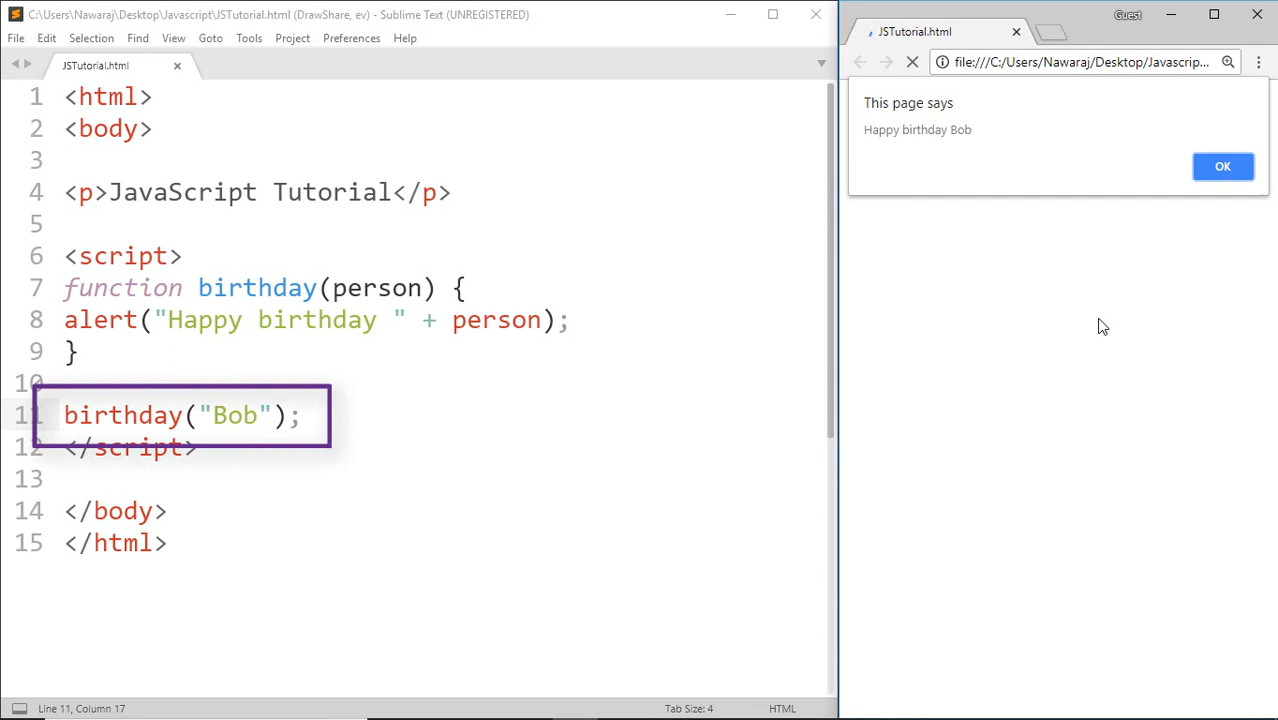 C:\Users\Nawaraj\Desktop\Javascript\JSTutorial.html (DrawShare, ev) - Sublime Text (UNREGISTERED)
File Edit Selection Find View Goto Tools Project Preferences Help
JSTutorial.html
1 <html>
2 <body>
3
4 <p>JavaScript Tutorial</p>
5
6 <script>
7 function birthday(person) {
8 alert("Happy birthday " + person);
9 }
10
11 birthday("Bob");
12 </script>
13
14 </body>
15 </html>
Line 11, Column 17
Tab Size: 4
HTML
Guest
JSTutorial.html
file:///C:/Users/Nawaraj/Desktop/Javascrip...
This page says
Happy birthday Bob
OK